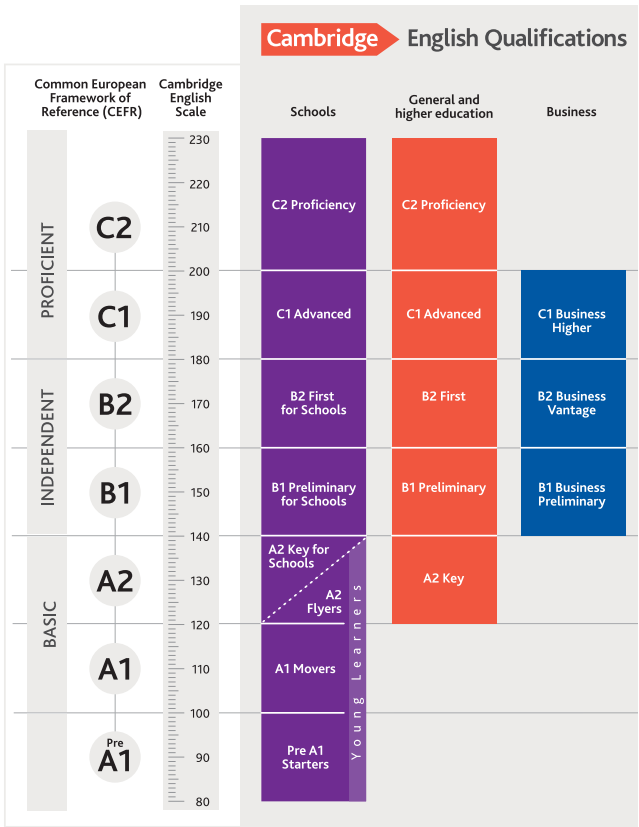 Cambridge English Qualifications
Common European
Framework of
Reference (CEFR)
Cambridge
English
Scale
Schools
General and
higher education
Business
PROFICIENT
INDEPENDENT
BASIC
C2
C1
B2
B1
A2
A1
Pre
A1
230
220
210
200
190
180
170
160
150
140
130
120
110
100
90
80
C2 Proficiency
C1 Advanced
B2 First
for Schools
B1 Preliminary
for Schools
A2 Key for
Schools
A2
Flyers
A1 Movers
Pre A1
Starters
Young Learners
C2 Proficiency
C1 Advanced
B2 First
B1 Preliminary
A2 Key
C1 Business
Higher
B2 Business
Vantage
B1 Business
Preliminary